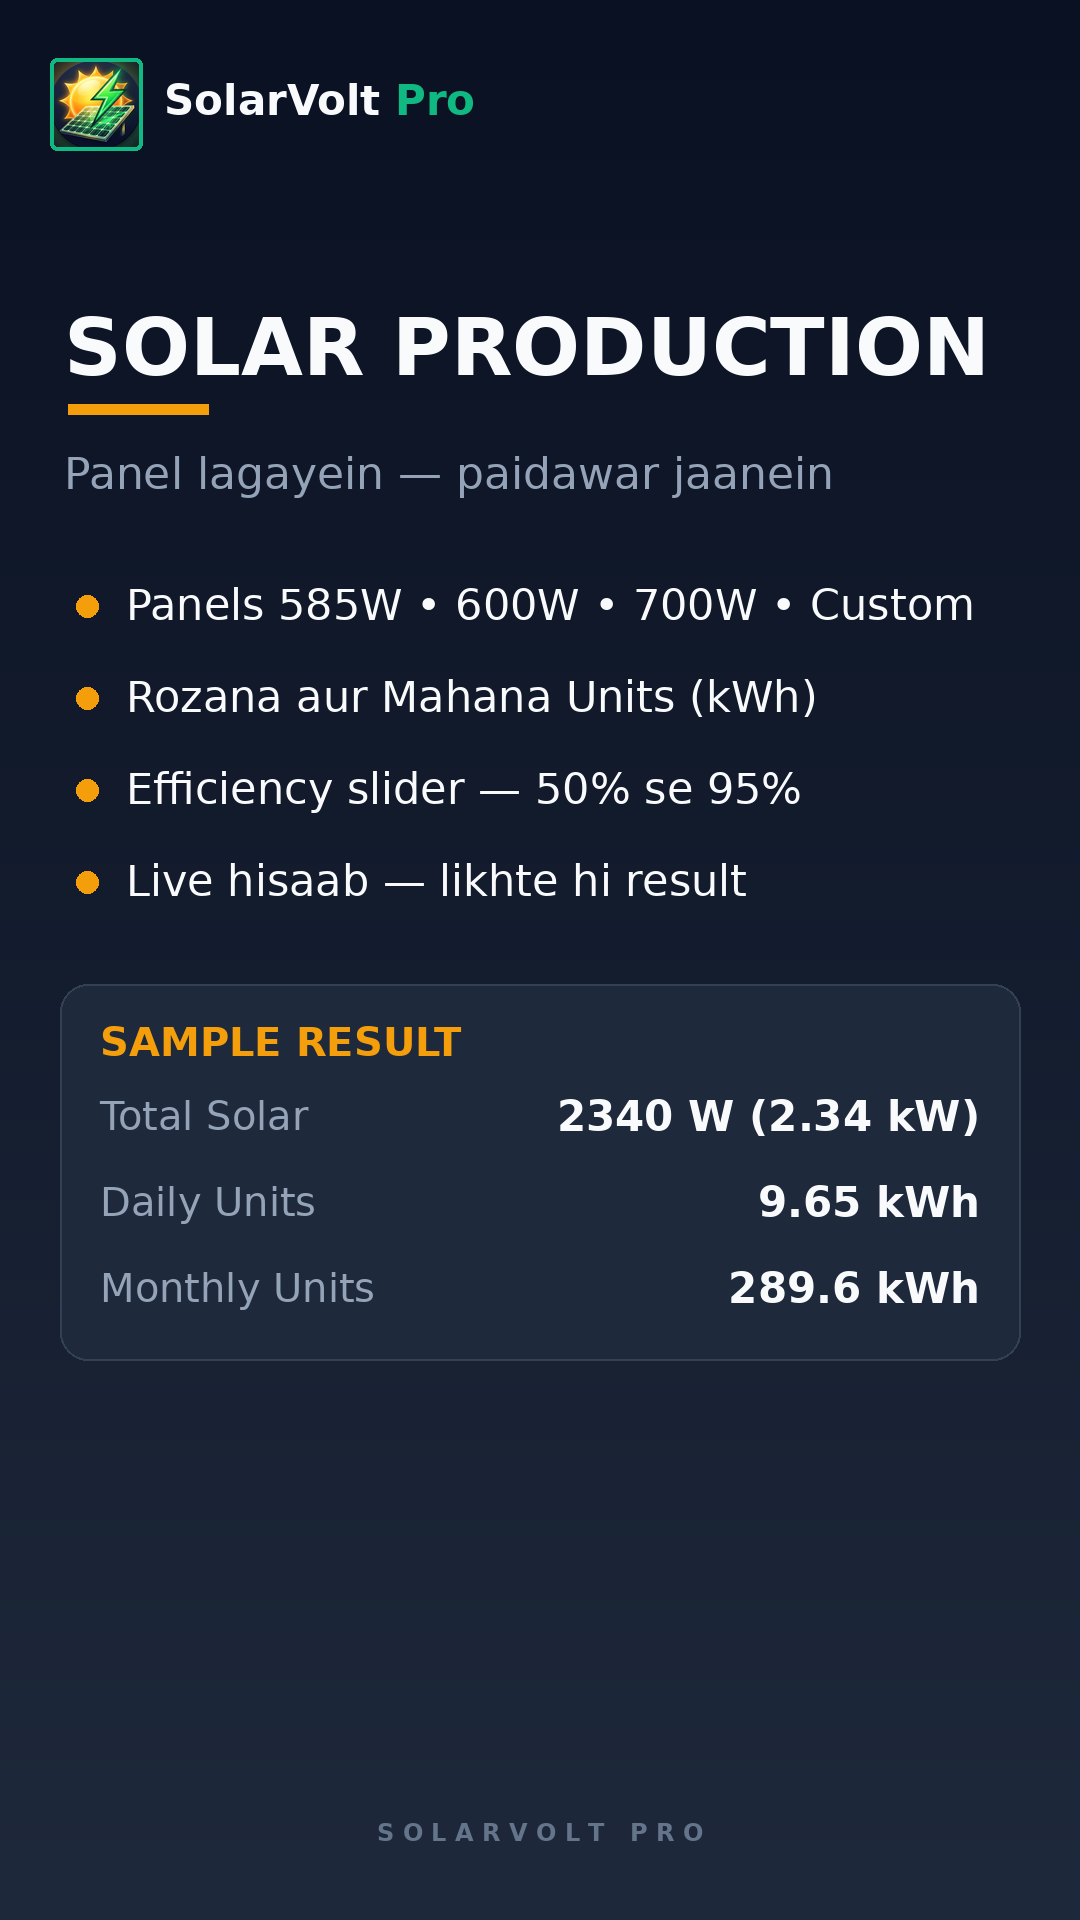 SolarVolt Pro
SOLAR PRODUCTION
Panel lagayein — paidawar jaanein
Panels 585W • 600W • 700W • Custom
Rozana aur Mahana Units (kWh)
Efficiency slider — 50% se 95%
Live hisaab — likhte hi result
SAMPLE RESULT
Total Solar 2340 W (2.34 kW)
Daily Units 9.65 kWh
Monthly Units 289.6 kWh
SOLARVOLT PRO